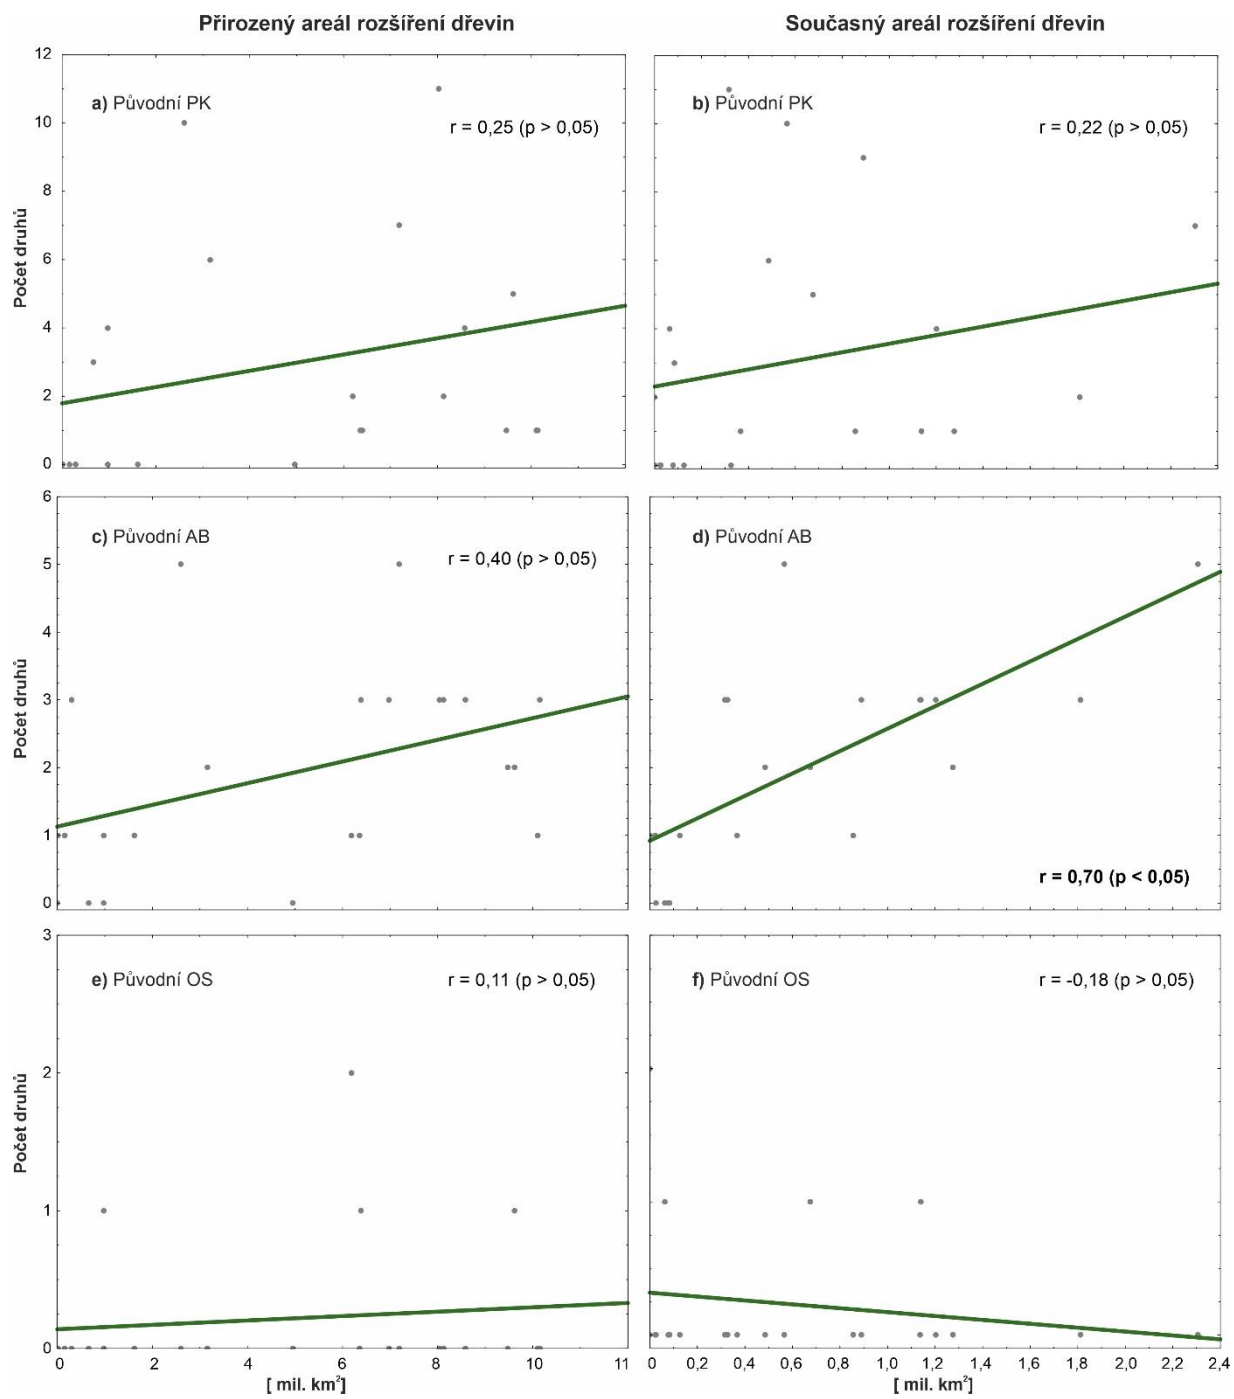 Přirozený areál rozšíření dřevin
Současný areál rozšíření dřevin
12
10
8
6
4
2
0
Počet druhů
a) Původní PK
r = 0,25 (p > 0,05)
b) Původní PK
r = 0,22 (p > 0,05)
6
5
4
3
2
1
0
Počet druhů
c) Původní AB
r = 0,40 (p > 0,05)
d) Původní AB
r = 0,70 (p < 0,05)
3
2
1
0
Počet druhů
e) Původní OS
r = 0,11 (p > 0,05)
f) Původní OS
r = -0,18 (p > 0,05)
0 2 4 6 8 10 11
[ mil. km²]
0 0,2 0,4 0,6 0,8 1,0 1,2 1,4 1,6 1,8 2,0 2,2 2,4
[ mil. km²]